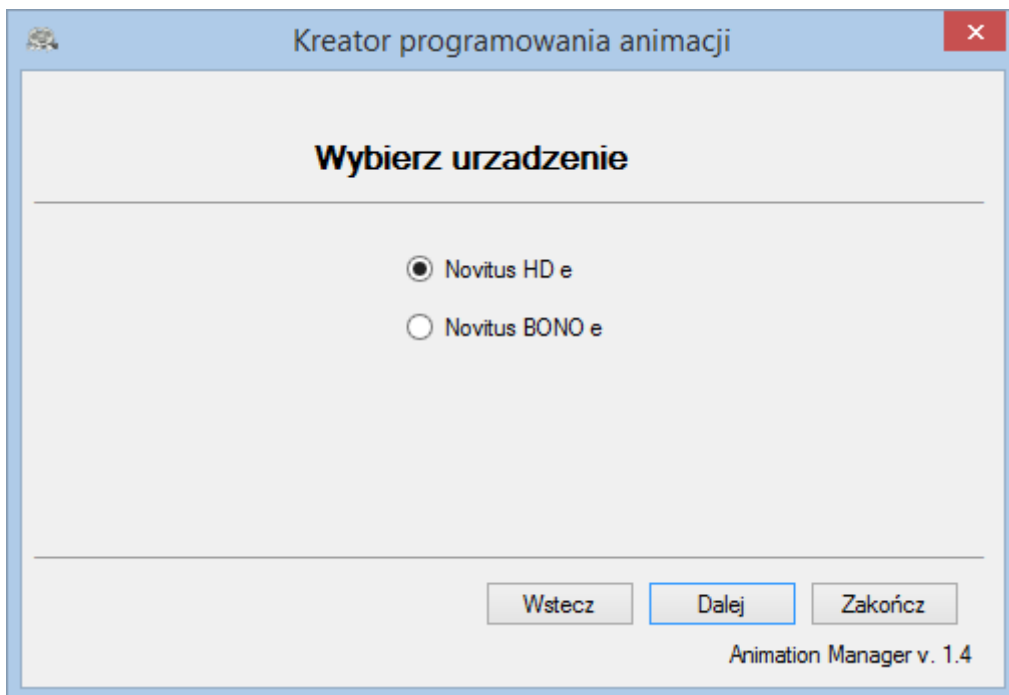 Kreator programowania animacji
Wybierz urzadzenie
Novitus HD e
Novitus BONO e
Wstecz Dalej Zakończ
Animation Manager v. 1.4